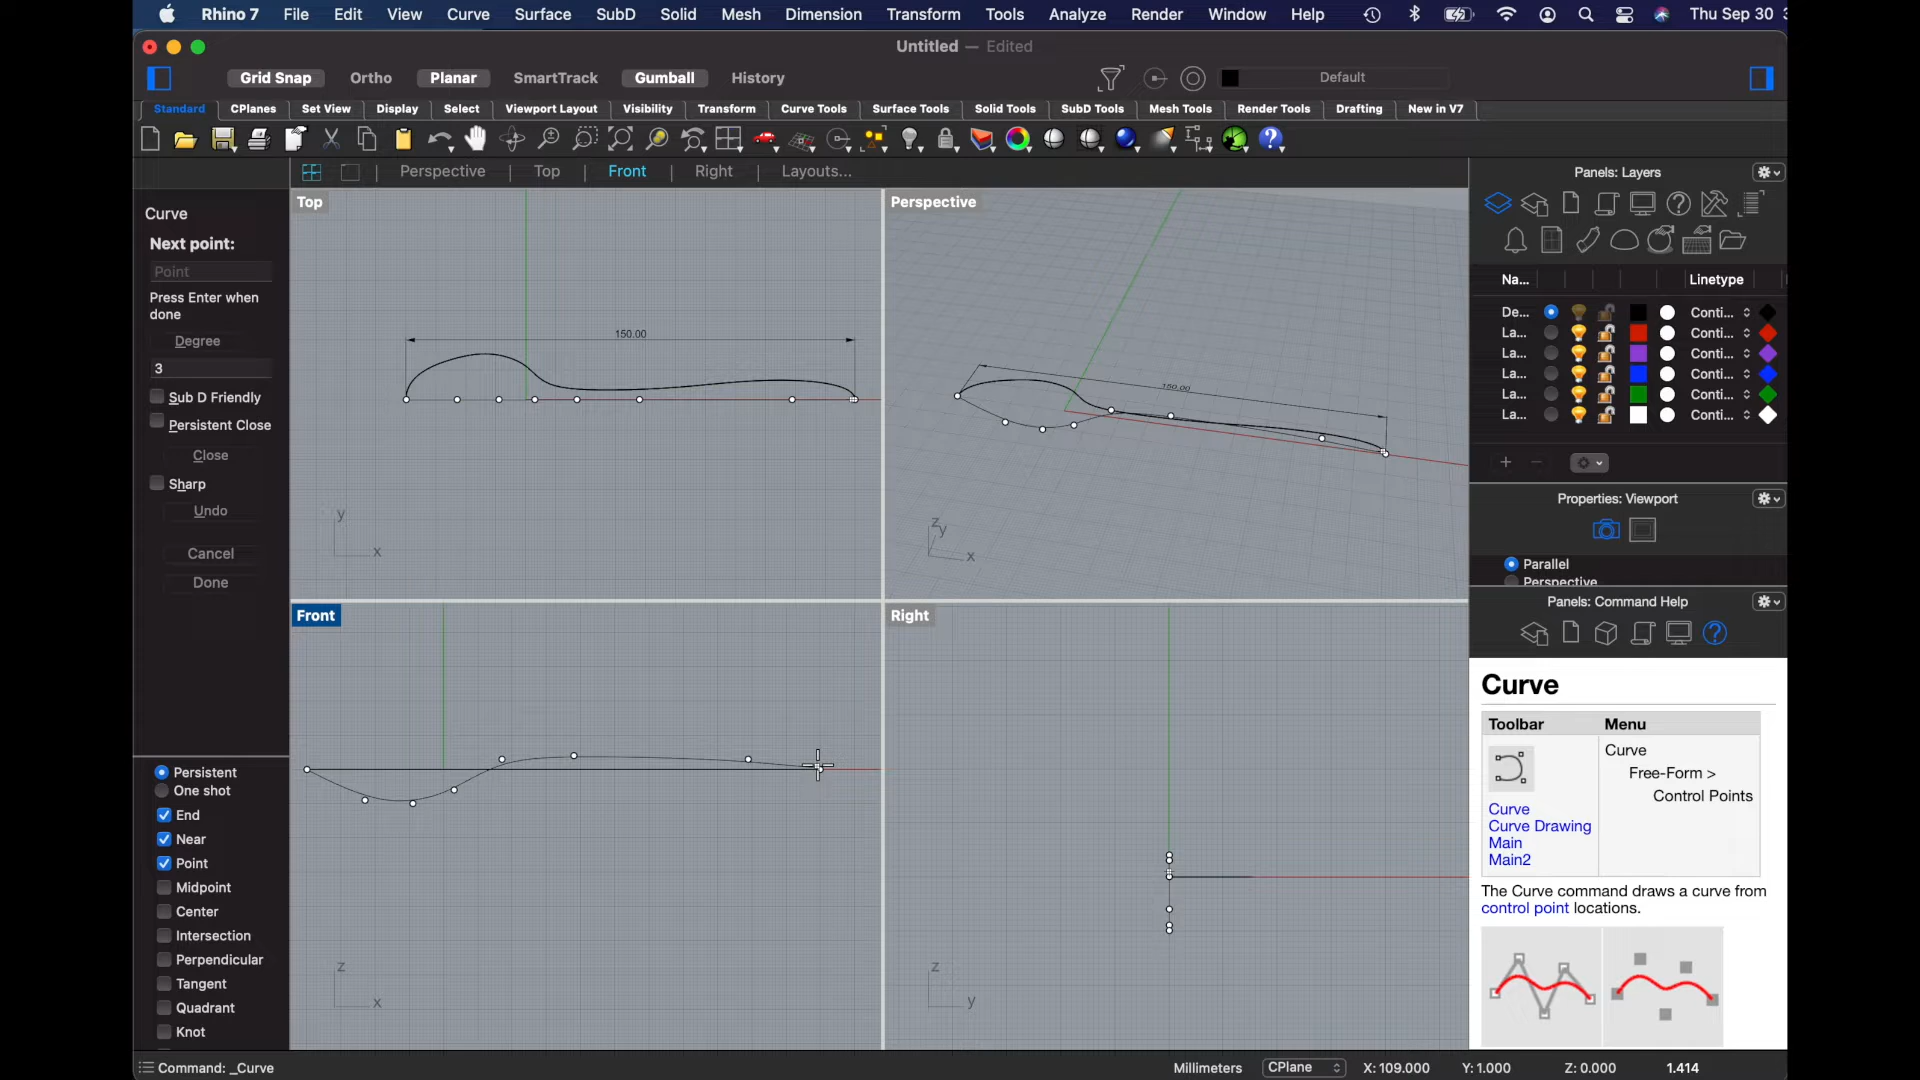 Rhino 7 File Edit View Curve Surface SubD Solid Mesh Dimension Transform Tools Analyze Render Window Help Thu Sep 30
Untitled — Edited
Grid Snap Ortho Planar SmartTrack Gumball History Default
Standard CPlanes Set View Display Select Viewport Layout Visibility Transform Curve Tools Surface Tools Solid Tools SubD Tools Mesh Tools Render Tools Drafting New in V7
Perspective Top Front Right Layouts...
Panels: Layers
Curve
Next point:
Point
Press Enter when
done
Degree
3
Sub D Friendly
Persistent Close
Close
Sharp
Undo
Cancel
Done
Persistent
One shot
End
Near
Point
Midpoint
Center
Intersection
Perpendicular
Tangent
Quadrant
Knot
Top
150.00
y
x
Perspective
150.00
z
y
x
Front
z
x
Right
z
y
Na... Linetype
De... Conti...
La... Conti...
La... Conti...
La... Conti...
La... Conti...
La... Conti...
Properties: Viewport
Parallel
Perspective
Panels: Command Help
Curve
Toolbar Menu
Curve
Free-Form >
Control Points
Curve
Curve Drawing
Main
Main2
The Curve command draws a curve from
control point locations.
Command: _Curve
Millimeters CPlane X: 109.000 Y: 1.000 Z: 0.000 1.414